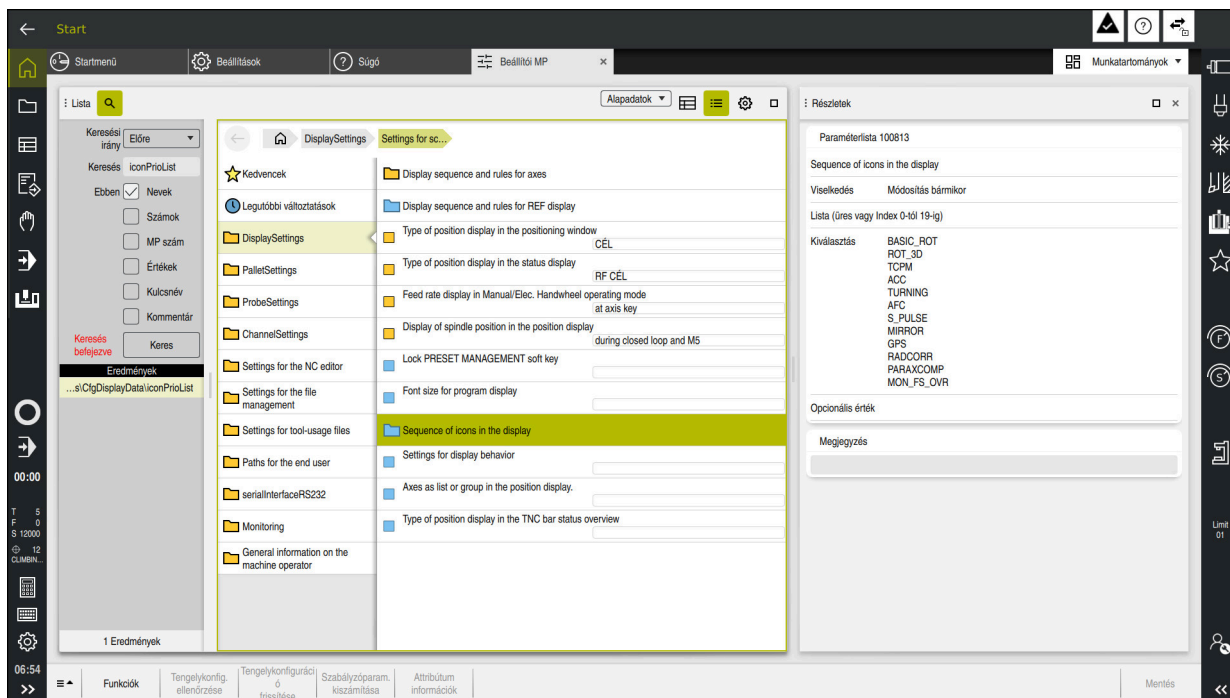 Start
Startmenü
Beállítások
Súgó
Beállítói MP
Munkatartományok
Lista
Alapadatok
Keresési irány
Előre
Keresés
iconPrioList
Ebben
Nevek
Számok
MP szám
Értékek
Kulcsnév
Kommentár
Keresés befejezve
Keres
Eredmények
...s\CfgDisplayData\iconPrioList
1 Eredmények
DisplaySettings
Settings for sc...
Kedvencek
Legutóbbi változtatások
DisplaySettings
PalletSettings
ProbeSettings
ChannelSettings
Settings for the NC editor
Settings for the file
management
Settings for tool-usage files
Paths for the end user
serialInterfaceRS232
Monitoring
General information on the
machine operator
Display sequence and rules for axes
Display sequence and rules for REF display
Type of position display in the positioning window
CÉL
Type of position display in the status display
RF CÉL
Feed rate display in Manual/Elec. Handwheel operating mode
at axis key
Display of spindle position in the position display
during closed loop and M5
Lock PRESET MANAGEMENT soft key
Font size for program display
Sequence of icons in the display
Settings for display behavior
Axes as list or group in the position display.
Type of position display in the TNC bar status overview
Részletek
Paraméterlista 100813
Sequence of icons in the display
Viselkedés
Módosítás bármikor
Lista (üres vagy Index 0-tól 19-ig)
Kiválasztás
BASIC_ROT
ROT_3D
TCPM
ACC
TURNING
AFC
S_PULSE
MIRROR
GPS
RADCORR
PARAXCOMP
MON_FS_OVR
Opcionális érték
Megjegyzés
00:00
T 5
F 0
S 12000
12
CLIMBIN...
06:54
F
S
Limit
01
Funkciók
Tengelykonfig.
ellenőrzése
Tengelykonfiguráci
ó
frissítése
Szabályzóparam.
kiszámítása
Attribútum
információk
Mentés